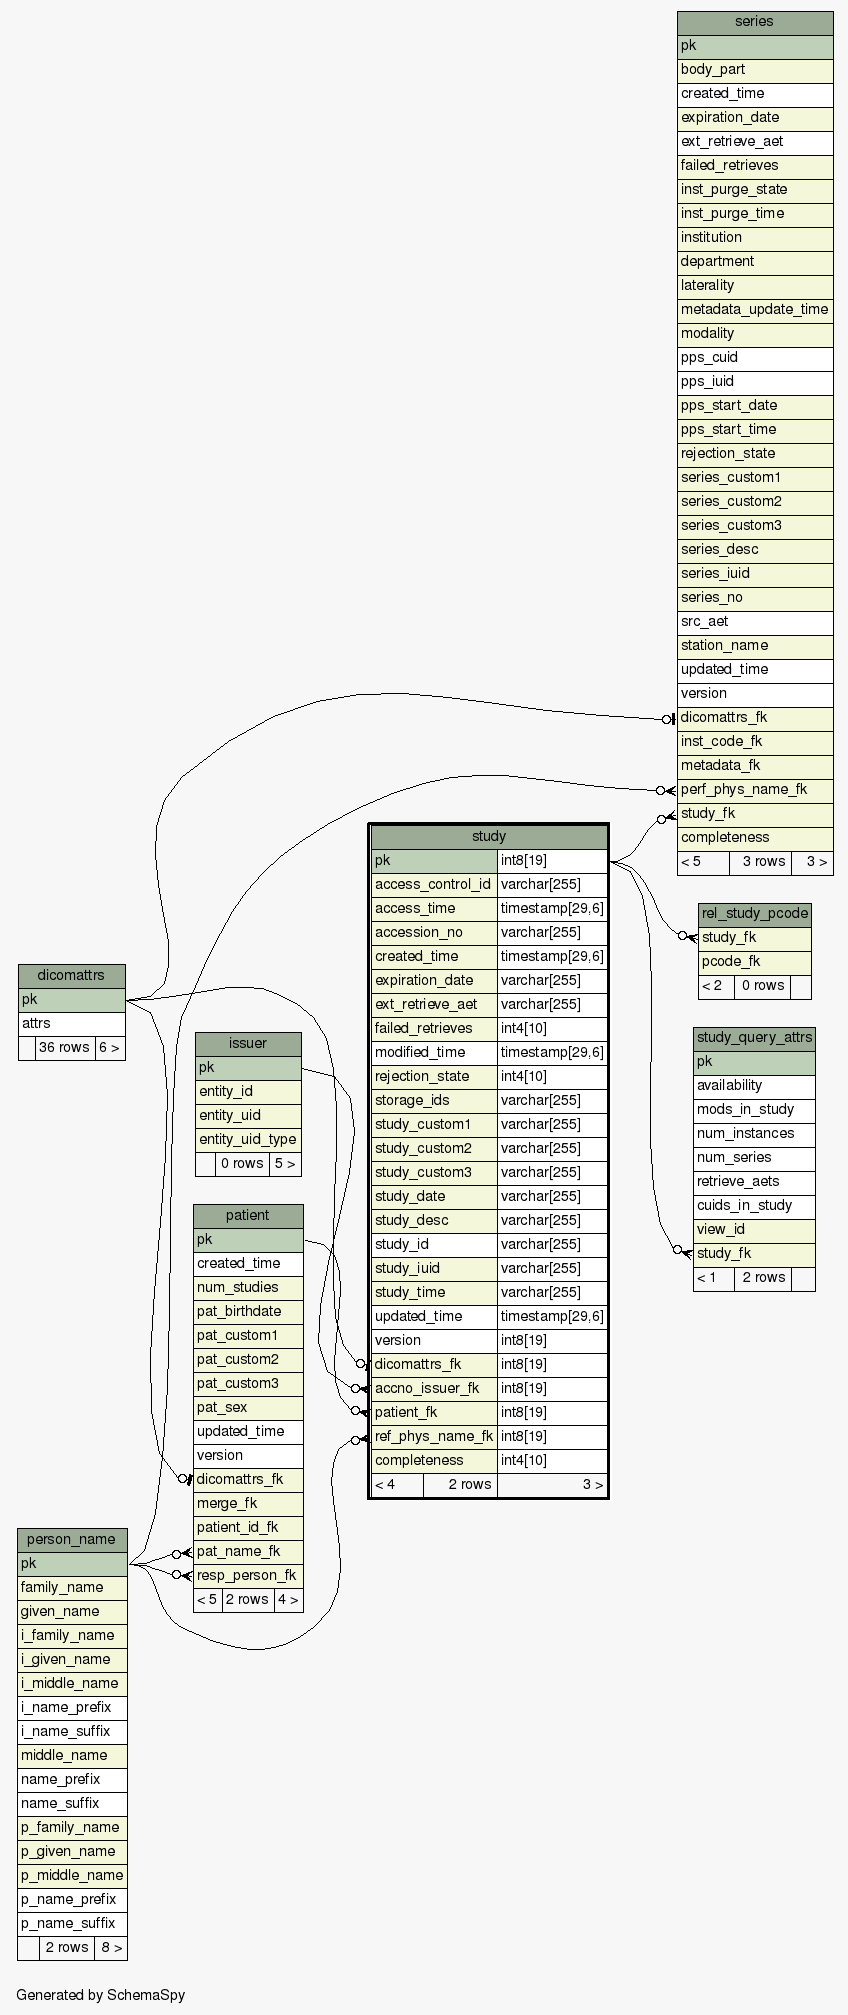 series
pk
body_part
created_time
expiration_date
ext_retrieve_aet
failed_retrieves
inst_purge_state
inst_purge_time
institution
department
laterality
metadata_update_time
modality
pps_cuid
pps_iuid
pps_start_date
pps_start_time
rejection_state
series_custom1
series_custom2
series_custom3
series_desc
series_iuid
series_no
src_aet
station_name
updated_time
version
dicomattrs_fk
inst_code_fk
metadata_fk
perf_phys_name_fk
study_fk
completeness
< 5 3 rows 3 >
study
pk int8[19]
access_control_id varchar[255]
access_time timestamp[29,6]
accession_no varchar[255]
created_time timestamp[29,6]
expiration_date varchar[255]
ext_retrieve_aet varchar[255]
failed_retrieves int4[10]
modified_time timestamp[29,6]
rejection_state int4[10]
storage_ids varchar[255]
study_custom1 varchar[255]
study_custom2 varchar[255]
study_custom3 varchar[255]
study_date varchar[255]
study_desc varchar[255]
study_id varchar[255]
study_iuid varchar[255]
study_time varchar[255]
updated_time timestamp[29,6]
version int8[19]
dicomattrs_fk int8[19]
accno_issuer_fk int8[19]
patient_fk int8[19]
ref_phys_name_fk int8[19]
completeness int4[10]
< 4 2 rows 3 >
rel_study_pcode
study_fk
pcode_fk
< 2 0 rows
study_query_attrs
pk
availability
mods_in_study
num_instances
num_series
retrieve_aets
cuids_in_study
view_id
study_fk
< 1 2 rows
dicomattrs
pk
attrs
36 rows 6 >
issuer
pk
entity_id
entity_uid
entity_uid_type
0 rows 5 >
patient
pk
created_time
num_studies
pat_birthdate
pat_custom1
pat_custom2
pat_custom3
pat_sex
updated_time
version
dicomattrs_fk
merge_fk
patient_id_fk
pat_name_fk
resp_person_fk
< 5 2 rows 4 >
person_name
pk
family_name
given_name
i_family_name
i_given_name
i_middle_name
i_name_prefix
i_name_suffix
middle_name
name_prefix
name_suffix
p_family_name
p_given_name
p_middle_name
p_name_prefix
p_name_suffix
2 rows 8 >
Generated by SchemaSpy